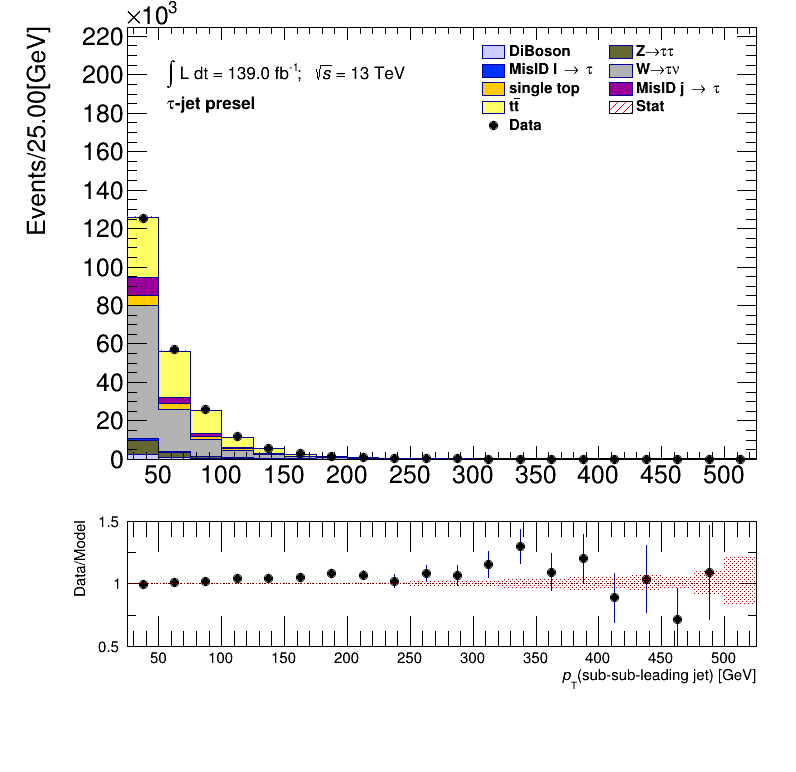 ×10³
220
200
180
160
140
120
100
80
60
40
20
0
Events/25.00[GeV]
∫ L dt = 139.0 fb⁻¹; √s = 13 TeV
τ-jet presel
DiBoson
MisID l → τ
single top
tt̄
Data
Z→ττ
W→τν
MisID j → τ
Stat
50 100 150 200 250 300 350 400 450 500
Data/Model
1.5
1
0.5
50 100 150 200 250 300 350 400 450 500
p_T(sub-sub-leading jet) [GeV]